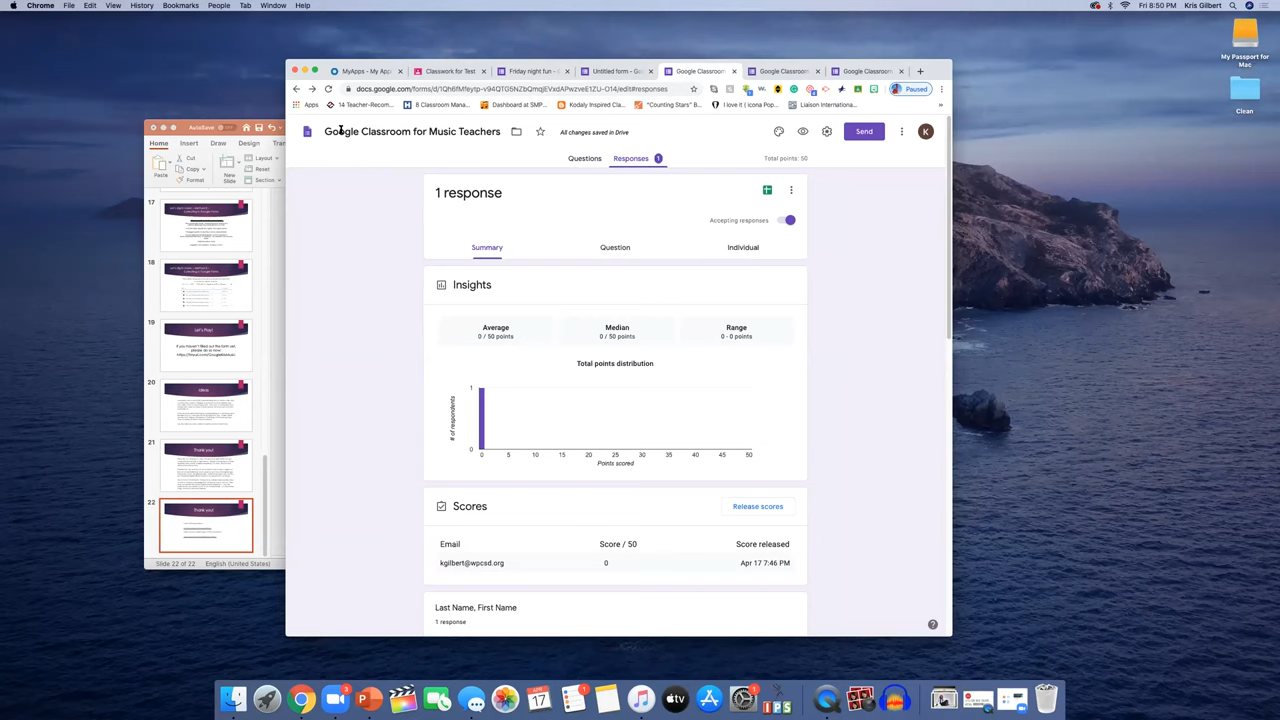 Chrome File Edit View History Bookmarks People Tab Window Help
Fri 8:50 PM Kris Gilbert
My Passport for Mac
Clean
AutoSave
Home Insert Draw Design
Paste Cut Copy Format
New Slide
Layout Reset Section
17
18
19
Let's Play!
20
21
Thank you!
22
Thank you!
Slide 22 of 22 English (United States)
MyApps - My App
Classwork for Test
Friday night fun -
Untitled form - Go
Google Classroom
Google Classroom
Google Classroom
docs.google.com/forms/d/1Qh6fMfeytp-v94QTG5NZbQmqjEVxdAPwzveE1ZU-O14/edit#responses
Paused
Apps
14 Teacher-Recom...
8 Classroom Mana...
Dashboard at SMP...
Kodaly Inspired Cla...
"Counting Stars" B...
I love it ( icona Pop...
Liaison Internationa...
Google Classroom for Music Teachers
All changes saved in Drive
Send
K
Questions Responses 1
Total points: 50
1 response
Accepting responses
Summary Question Individual
Insights
Average
0 / 50 points
Median
0 / 50 points
Range
0 - 0 points
Total points distribution
# of respondents
1
0
0 5 10 15 20 25 30 35 40 45 50
Points scored
Scores
Release scores
Email Score / 50 Score released
kgilbert@wpcsd.org 0 Apr 17 7:46 PM
Last Name, First Name
1 response